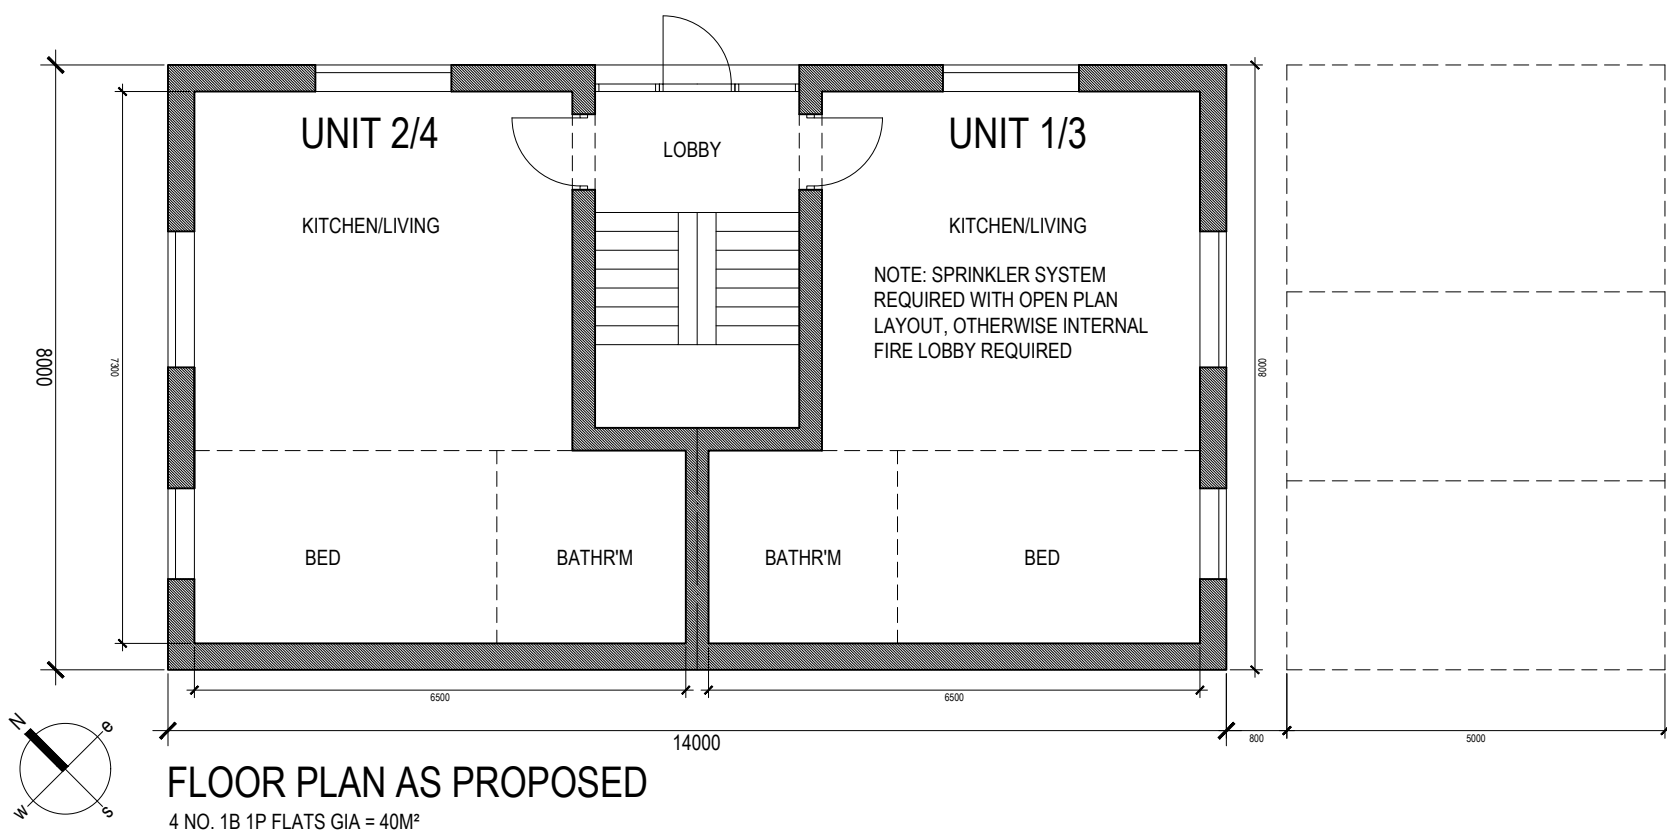 UNIT 2/4
LOBBY
UNIT 1/3
KITCHEN/LIVING
KITCHEN/LIVING
NOTE: SPRINKLER SYSTEM
REQUIRED WITH OPEN PLAN
LAYOUT, OTHERWISE INTERNAL
FIRE LOBBY REQUIRED
8000
7300
8000
BED
BATHR'M
BATHR'M
BED
6500
6500
14000
800
5000
N
e
w
s
FLOOR PLAN AS PROPOSED
4 NO. 1B 1P FLATS GIA = 40M²